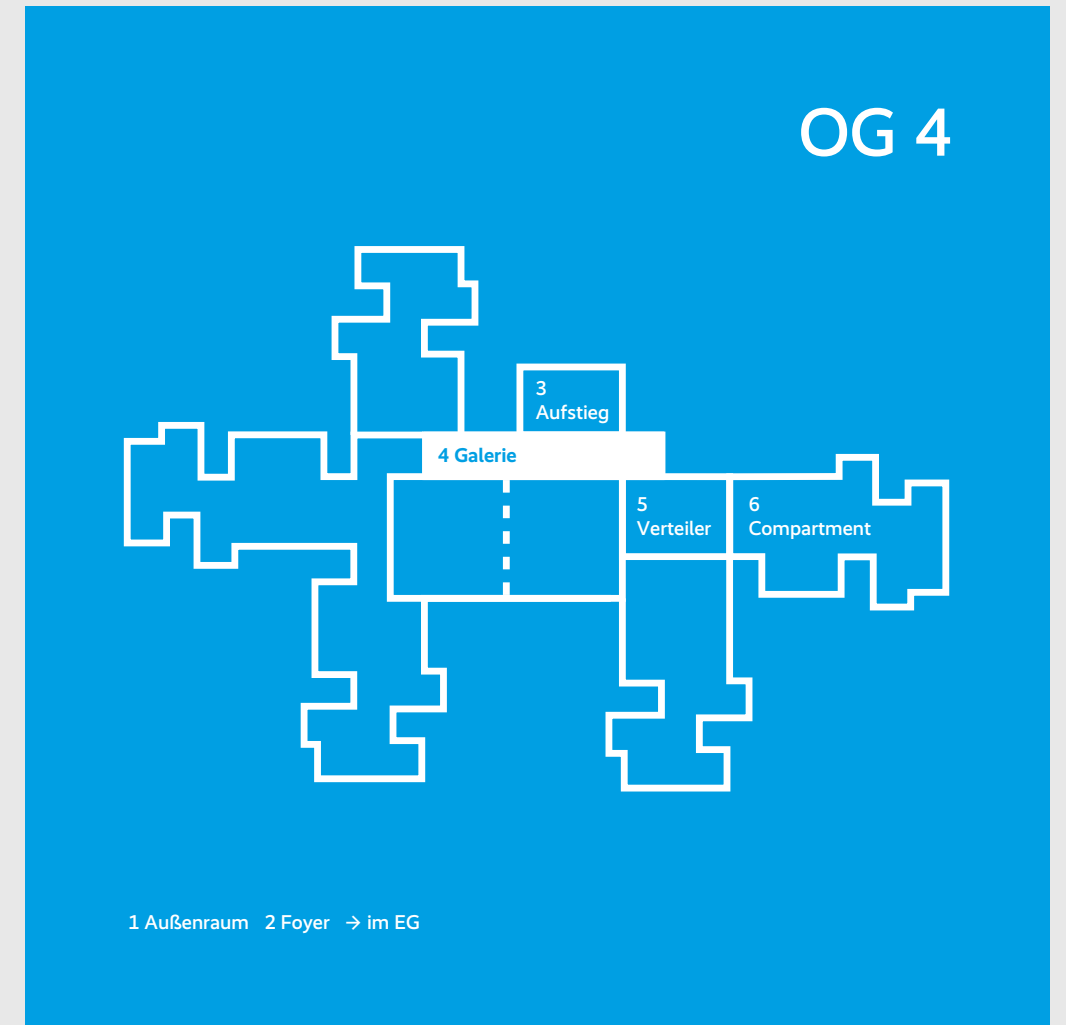 OG 4
3
Aufstieg
4 Galerie
5
Verteiler
6
Compartment
1 Außenraum 2 Foyer → im EG